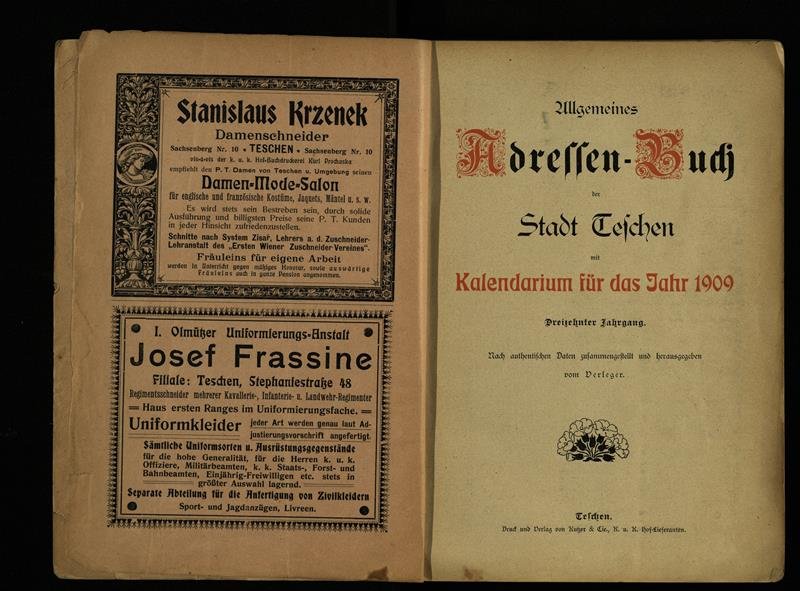 Stanislaus Krzenek
Damenschneider
Sachsenberg Nr. 10 • TESCHEN • Sachsenberg Nr. 10
vis-à-vis der k. u. k. Hof-Buchdruckerei Karl Prochaska
empfiehlt den P. T. Damen von Teschen u. Umgebung seinen
Damen-Mode-Salon
für englische und französische Kostüme, Jaquets, Mäntel u. s. w.
Es wird stets sein Bestreben sein, durch solide
Ausführung und billigsten Preise seine P. T. Kunden
in jeder Hinsicht zufriedenzustellen.
Schnitte nach System Zisař, Lehrers a. d. Zuschneider-
Lehranstalt des „Ersten Wiener Zuschneider-Vereines“.
Fräuleins für eigene Arbeit
werden in Unterricht gegen mäßiges Honorar, sowie auswärtige
Fräuleins auch in ganze Pension angenommen.
I. Olmützer Uniformierungs-Anstalt
Josef Frassine
Filiale: Teschen, Stephaniestraße 48
Regimentsschneider mehrerer Kavallerie-, Infanterie- u. Landwehr-Regimenter
Haus ersten Ranges im Uniformierungsfache.
Uniformkleider jeder Art werden genau laut Ad-
justierungsvorschrift angefertigt.
Sämtliche Uniformsorten u. Ausrüstungsgegenstände
für die hohe Generalität, für die Herren k. u. k.
Offiziere, Militärbeamten, k. k. Staats-, Forst- und
Bahnbeamten, Einjährig-Freiwilligen etc. stets in
größter Auswahl lagernd.
Separate Abteilung für die Anfertigung von Zivilkleidern
Sport- und Jagdanzügen, Livreen.
Allgemeines
Adressen-Buch
der
Stadt Teschen
mit
Kalendarium für das Jahr 1909
Dreizehnter Jahrgang.
Nach authentischen Daten zusammengestellt und herausgegeben
vom Verleger.
Teschen.
Druck und Verlag von Kutzer & Cie., K. u. K. Hof-Lieferanten.